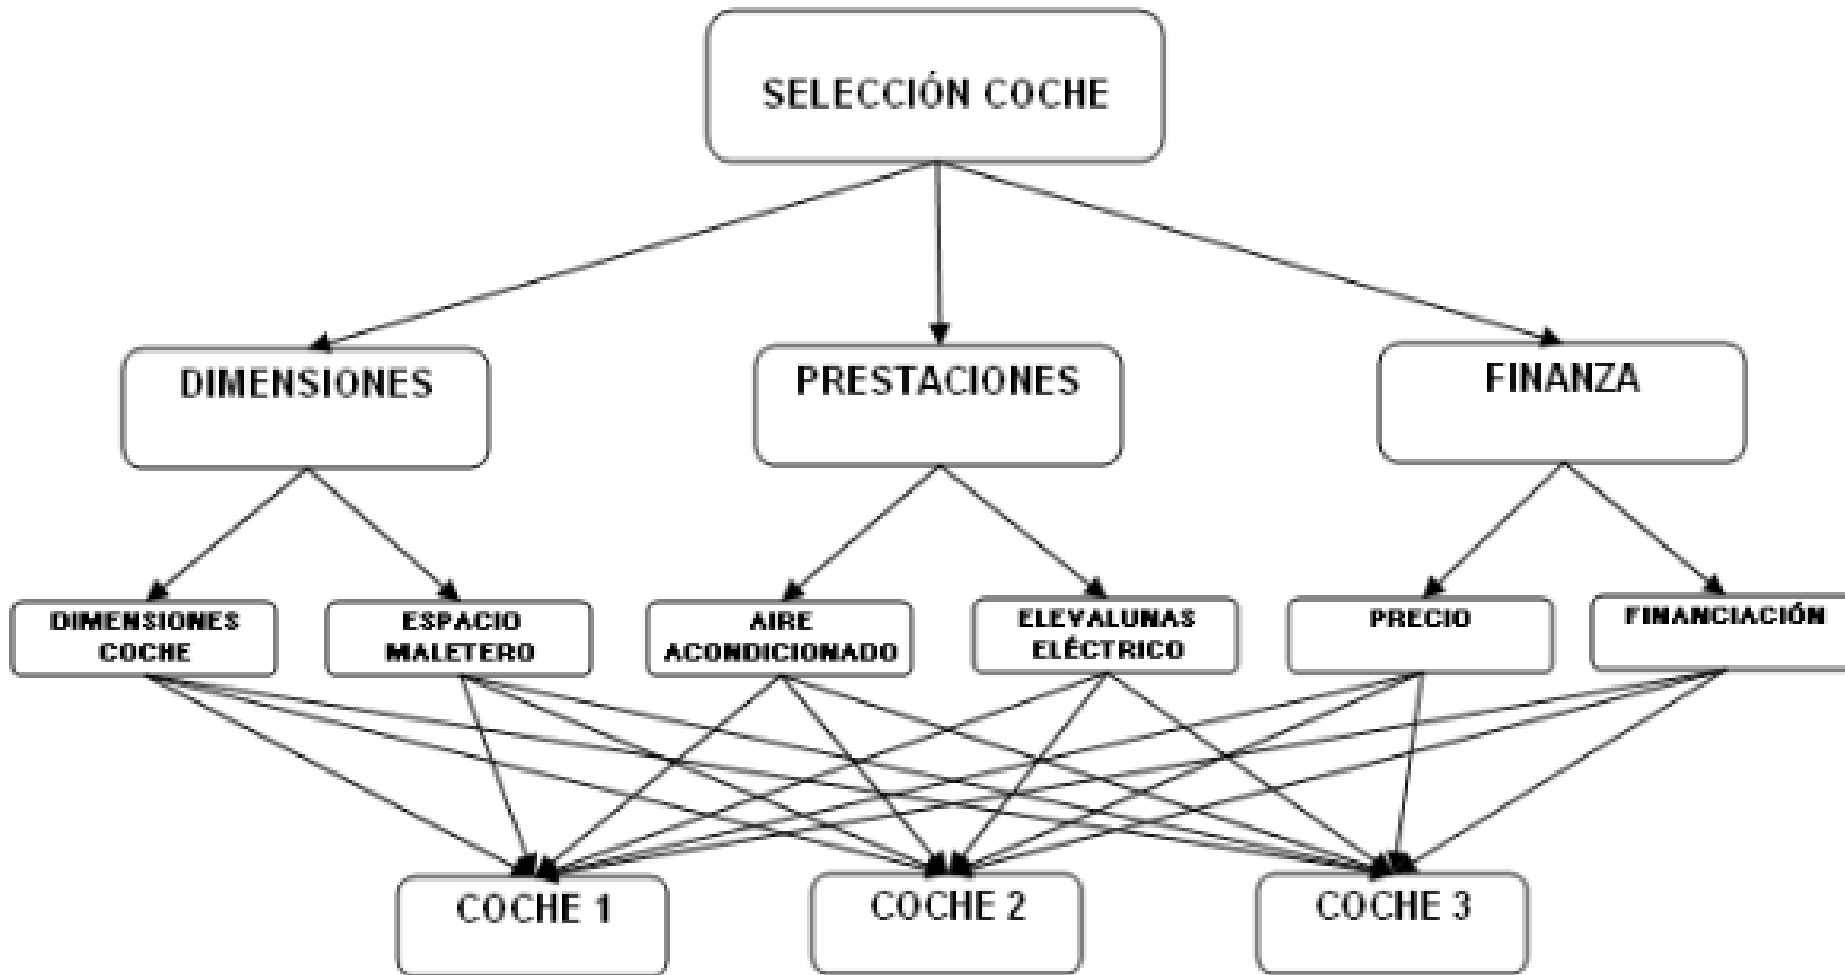 SELECCIÓN COCHE
DIMENSIONES
PRESTACIONES
FINANZA
DIMENSIONES
COCHE
ESPACIO
MALETERO
AIRE
ACONDICIONADO
ELEVALUNAS
ELÉCTRICO
PRECIO
FINANCIACIÓN
COCHE 1
COCHE 2
COCHE 3